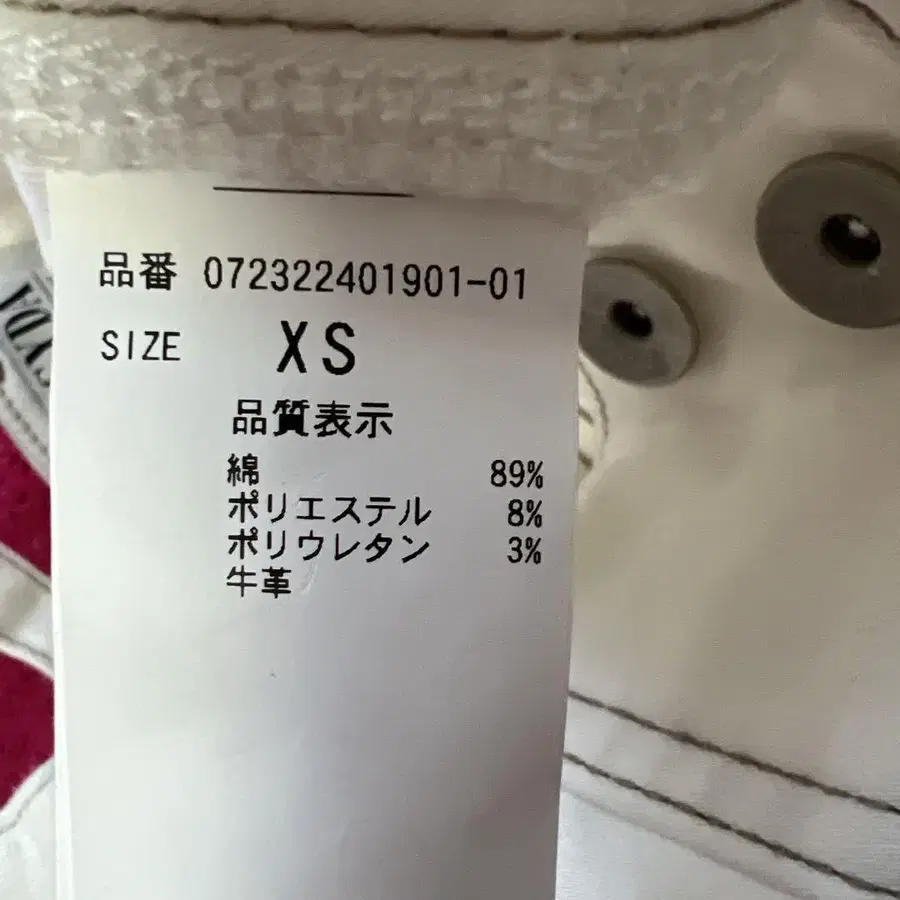 品番 072322401901-01
SIZE XS
品質表示
綿 89%
ポリエステル 8%
ポリウレタン 3%
牛革